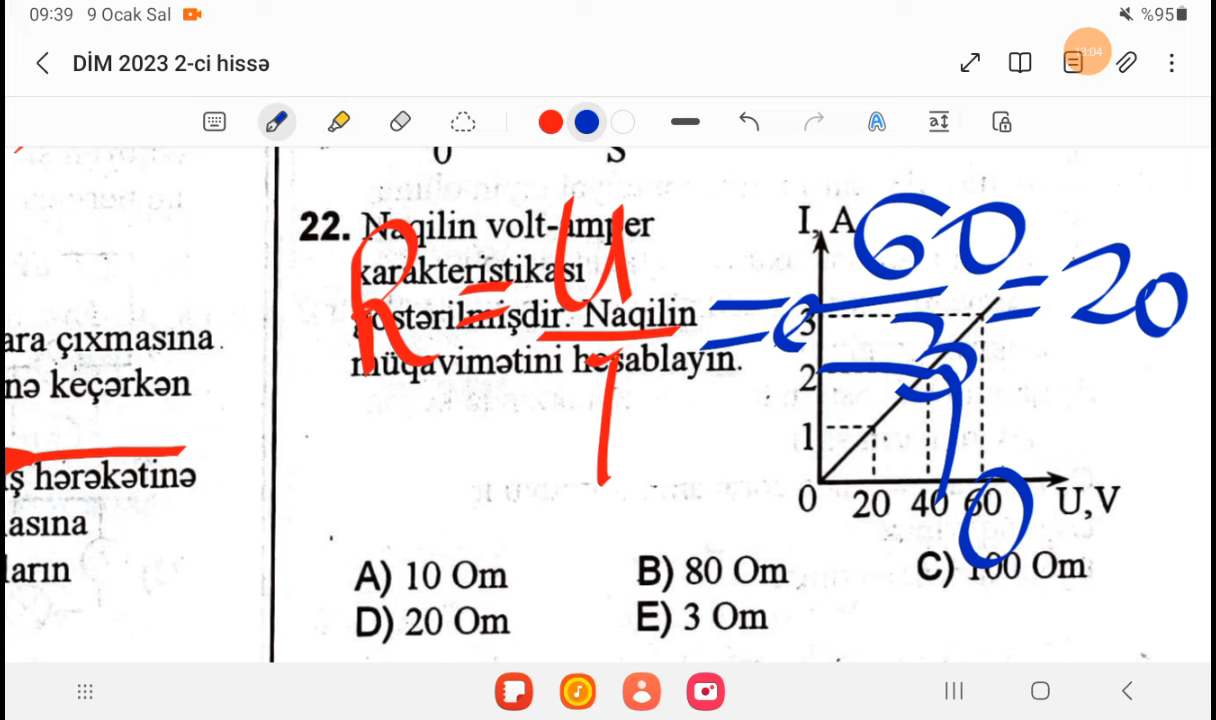 09:39 9 Ocak Sal
%95
DİM 2023 2-ci hissə
13:04
22. Naqilin volt-amper
xarakteristikası
göstərilmişdir. Naqilin
müqavimətini hesablayın.
R = U / I = 60 / 3 = 20
I, A
3
2
1
0 20 40 60 U,V
A) 10 Om B) 80 Om C) 100 Om
D) 20 Om E) 3 Om
ara çıxmasına.
nə keçərkən
ş hərəkətinə
asına
ların